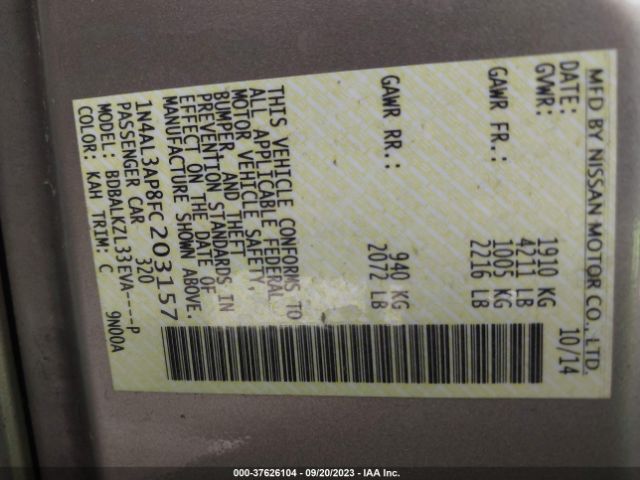 MFD BY NISSAN MOTOR CO., LTD.
DATE: 10/14
GVWR: 1910 KG
4211 LB
GAWR FR.: 1005 KG
2216 LB
GAWR RR.: 940 KG
2072 LB
THIS VEHICLE CONFORMS TO
ALL APPLICABLE FEDERAL
MOTOR VEHICLE SAFETY,
BUMPER, AND THEFT
PREVENTION STANDARDS IN
EFFECT ON THE DATE OF
MANUFACTURE SHOWN ABOVE.
1N4AL3AP8FC203157
PASSENGER CAR 320
MODEL: BDBALKZL33EVA----P
COLOR: KAH TRIM: C 9N00A
000-37626104 - 09/20/2023 - IAA Inc.